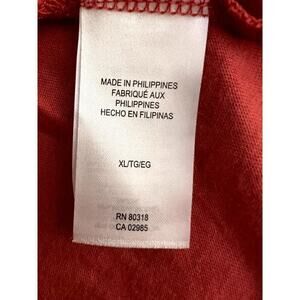 MADE IN PHILIPPINES
FABRIQUÉ AUX
PHILIPPINES
HECHO EN FILIPINAS
XL/TG/EG
RN 80318
CA 02985